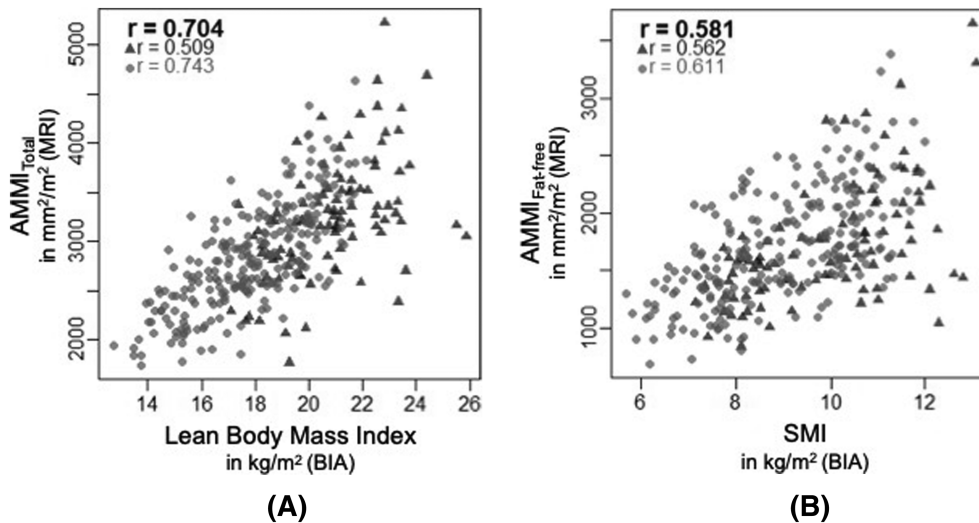 r = 0.704
▲r = 0.509
●r = 0.743
5000
4000
3000
2000
AMMI_Total
in mm²/m² (MRI)
14 16 18 20 22 24 26
Lean Body Mass Index
in kg/m² (BIA)
(A)
r = 0.581
▲r = 0.562
●r = 0.611
3000
2000
1000
AMMI_Fat-free
in mm²/m² (MRI)
6 8 10 12
SMI
in kg/m² (BIA)
(B)